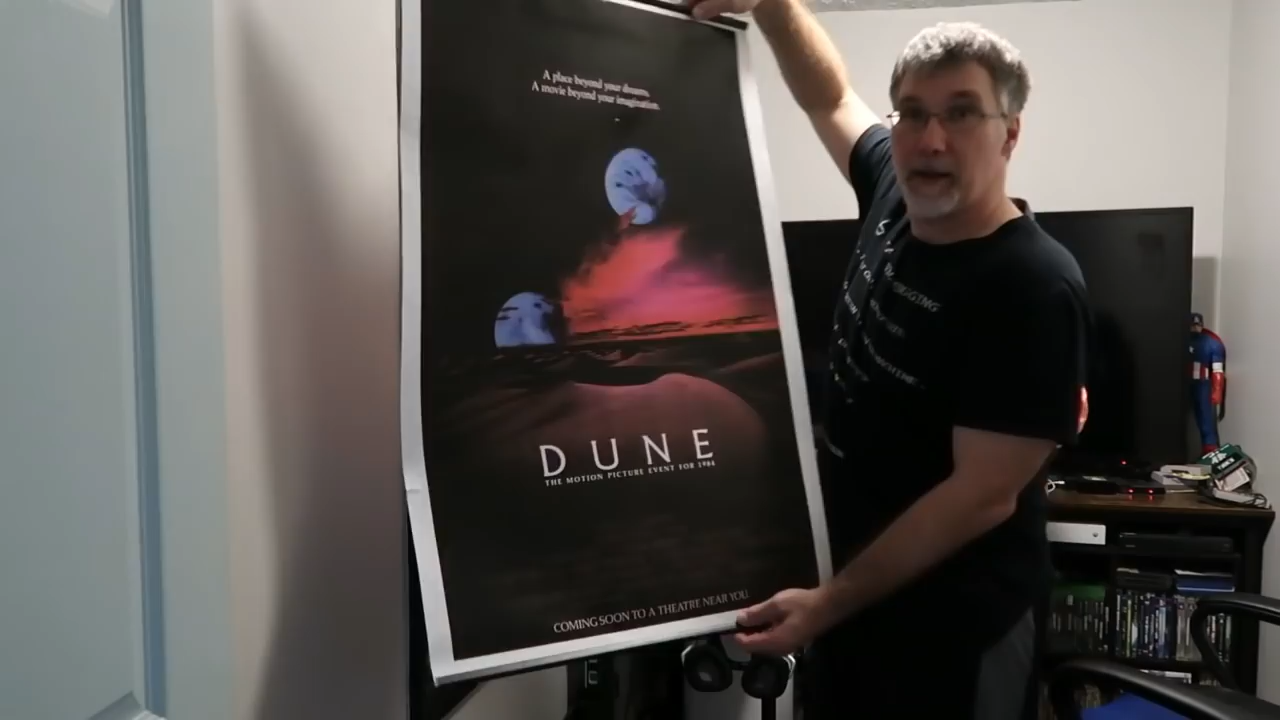 A place beyond your dreams.
A movie beyond your imagination.
DUNE
THE MOTION PICTURE EVENT FOR 1984
COMING SOON TO A THEATRE NEAR YOU